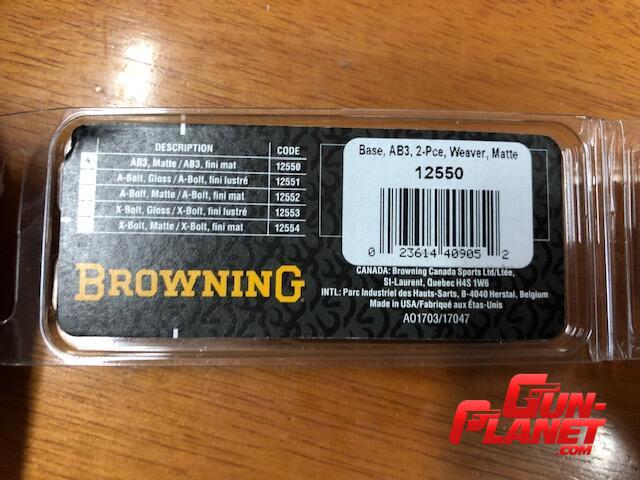 DESCRIPTION CODE
AB3, Matte / AB3, fini mat 12550
A-Bolt, Gloss / A-Bolt, fini lustré 12551
A-Bolt, Matte / A-Bolt, fini mat 12552
X-Bolt, Gloss / X-Bolt, fini lustré 12553
X-Bolt, Matte / X-Bolt, fini mat 12554
BROWNING
Base, AB3, 2-Pce, Weaver, Matte
12550
0 23614 40905 2
CANADA: Browning Canada Sports Ltd/Ltée,
St-Laurent, Quebec H4S 1W6
INTL: Parc Industriel des Hauts-Sarts, B-4040 Herstal, Belgium
Made in USA/Fabriqué aux États-Unis
AO1703/17047
GUN-
PLANET
.COM